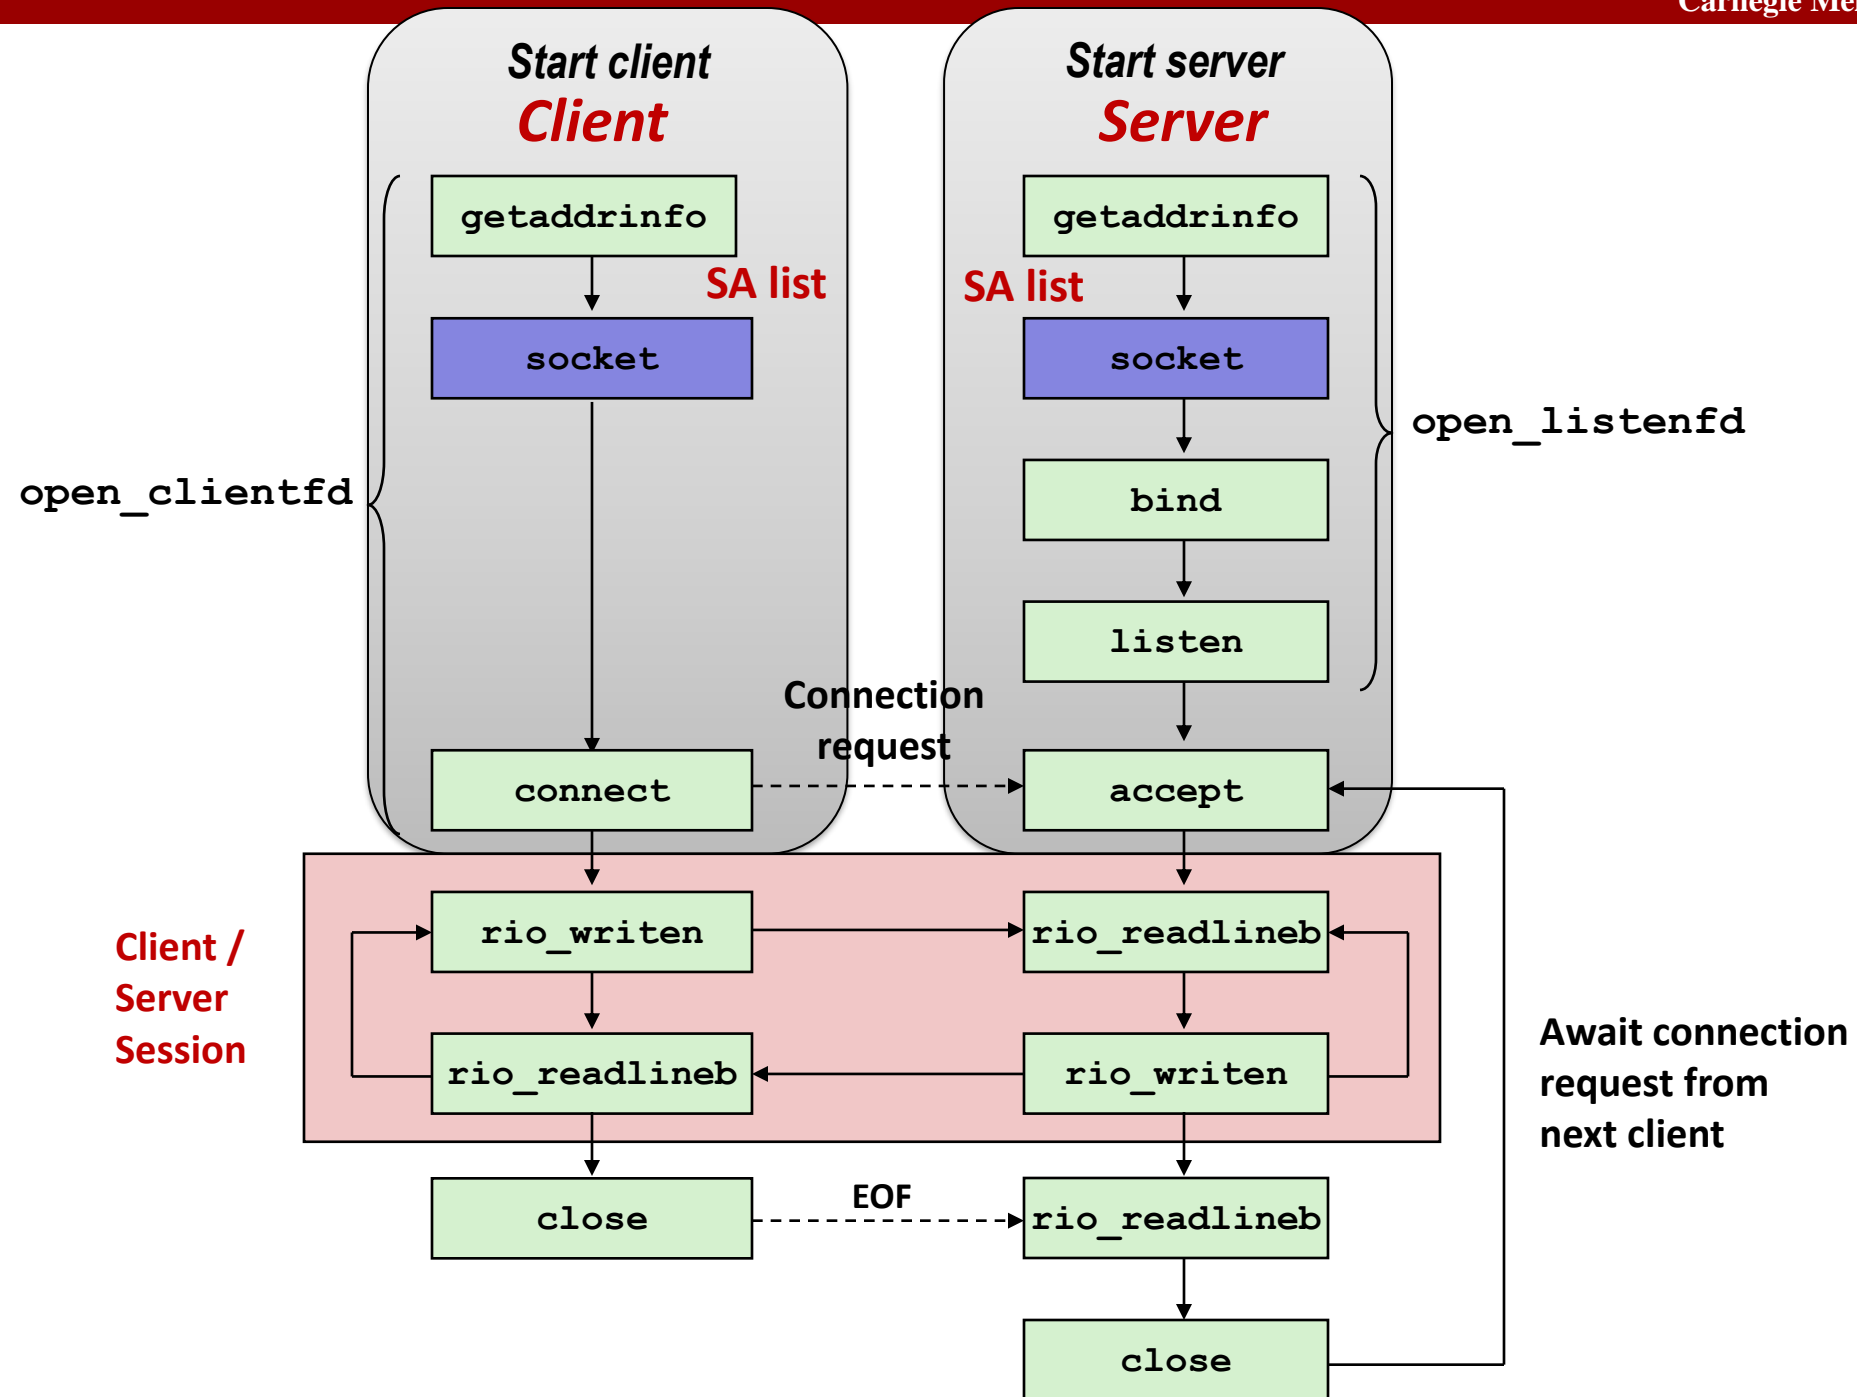 Start client
Client
Start server
Server
getaddrinfo
getaddrinfo
SA list
SA list
socket
socket
open_listenfd
open_clientfd
bind
listen
Connection
request
connect
accept
Client /
Server
Session
rio_writen
rio_readlineb
rio_readlineb
rio_writen
Await connection
request from
next client
close
EOF
rio_readlineb
close